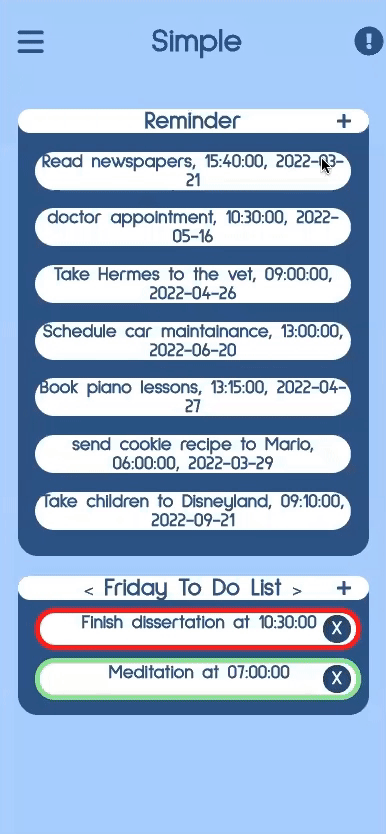 Simple
Reminder +
Read newspapers, 15:40:00, 2022-03-
21
doctor appointment, 10:30:00, 2022-
05-16
Take Hermes to the vet, 09:00:00,
2022-04-26
Schedule car maintainance, 13:00:00,
2022-06-20
Book piano lessons, 13:15:00, 2022-04-
27
send cookie recipe to Mario,
06:00:00, 2022-03-29
Take children to Disneyland, 09:10:00,
2022-09-21
< Friday To Do List > +
Finish dissertation at 10:30:00 X
Meditation at 07:00:00 X